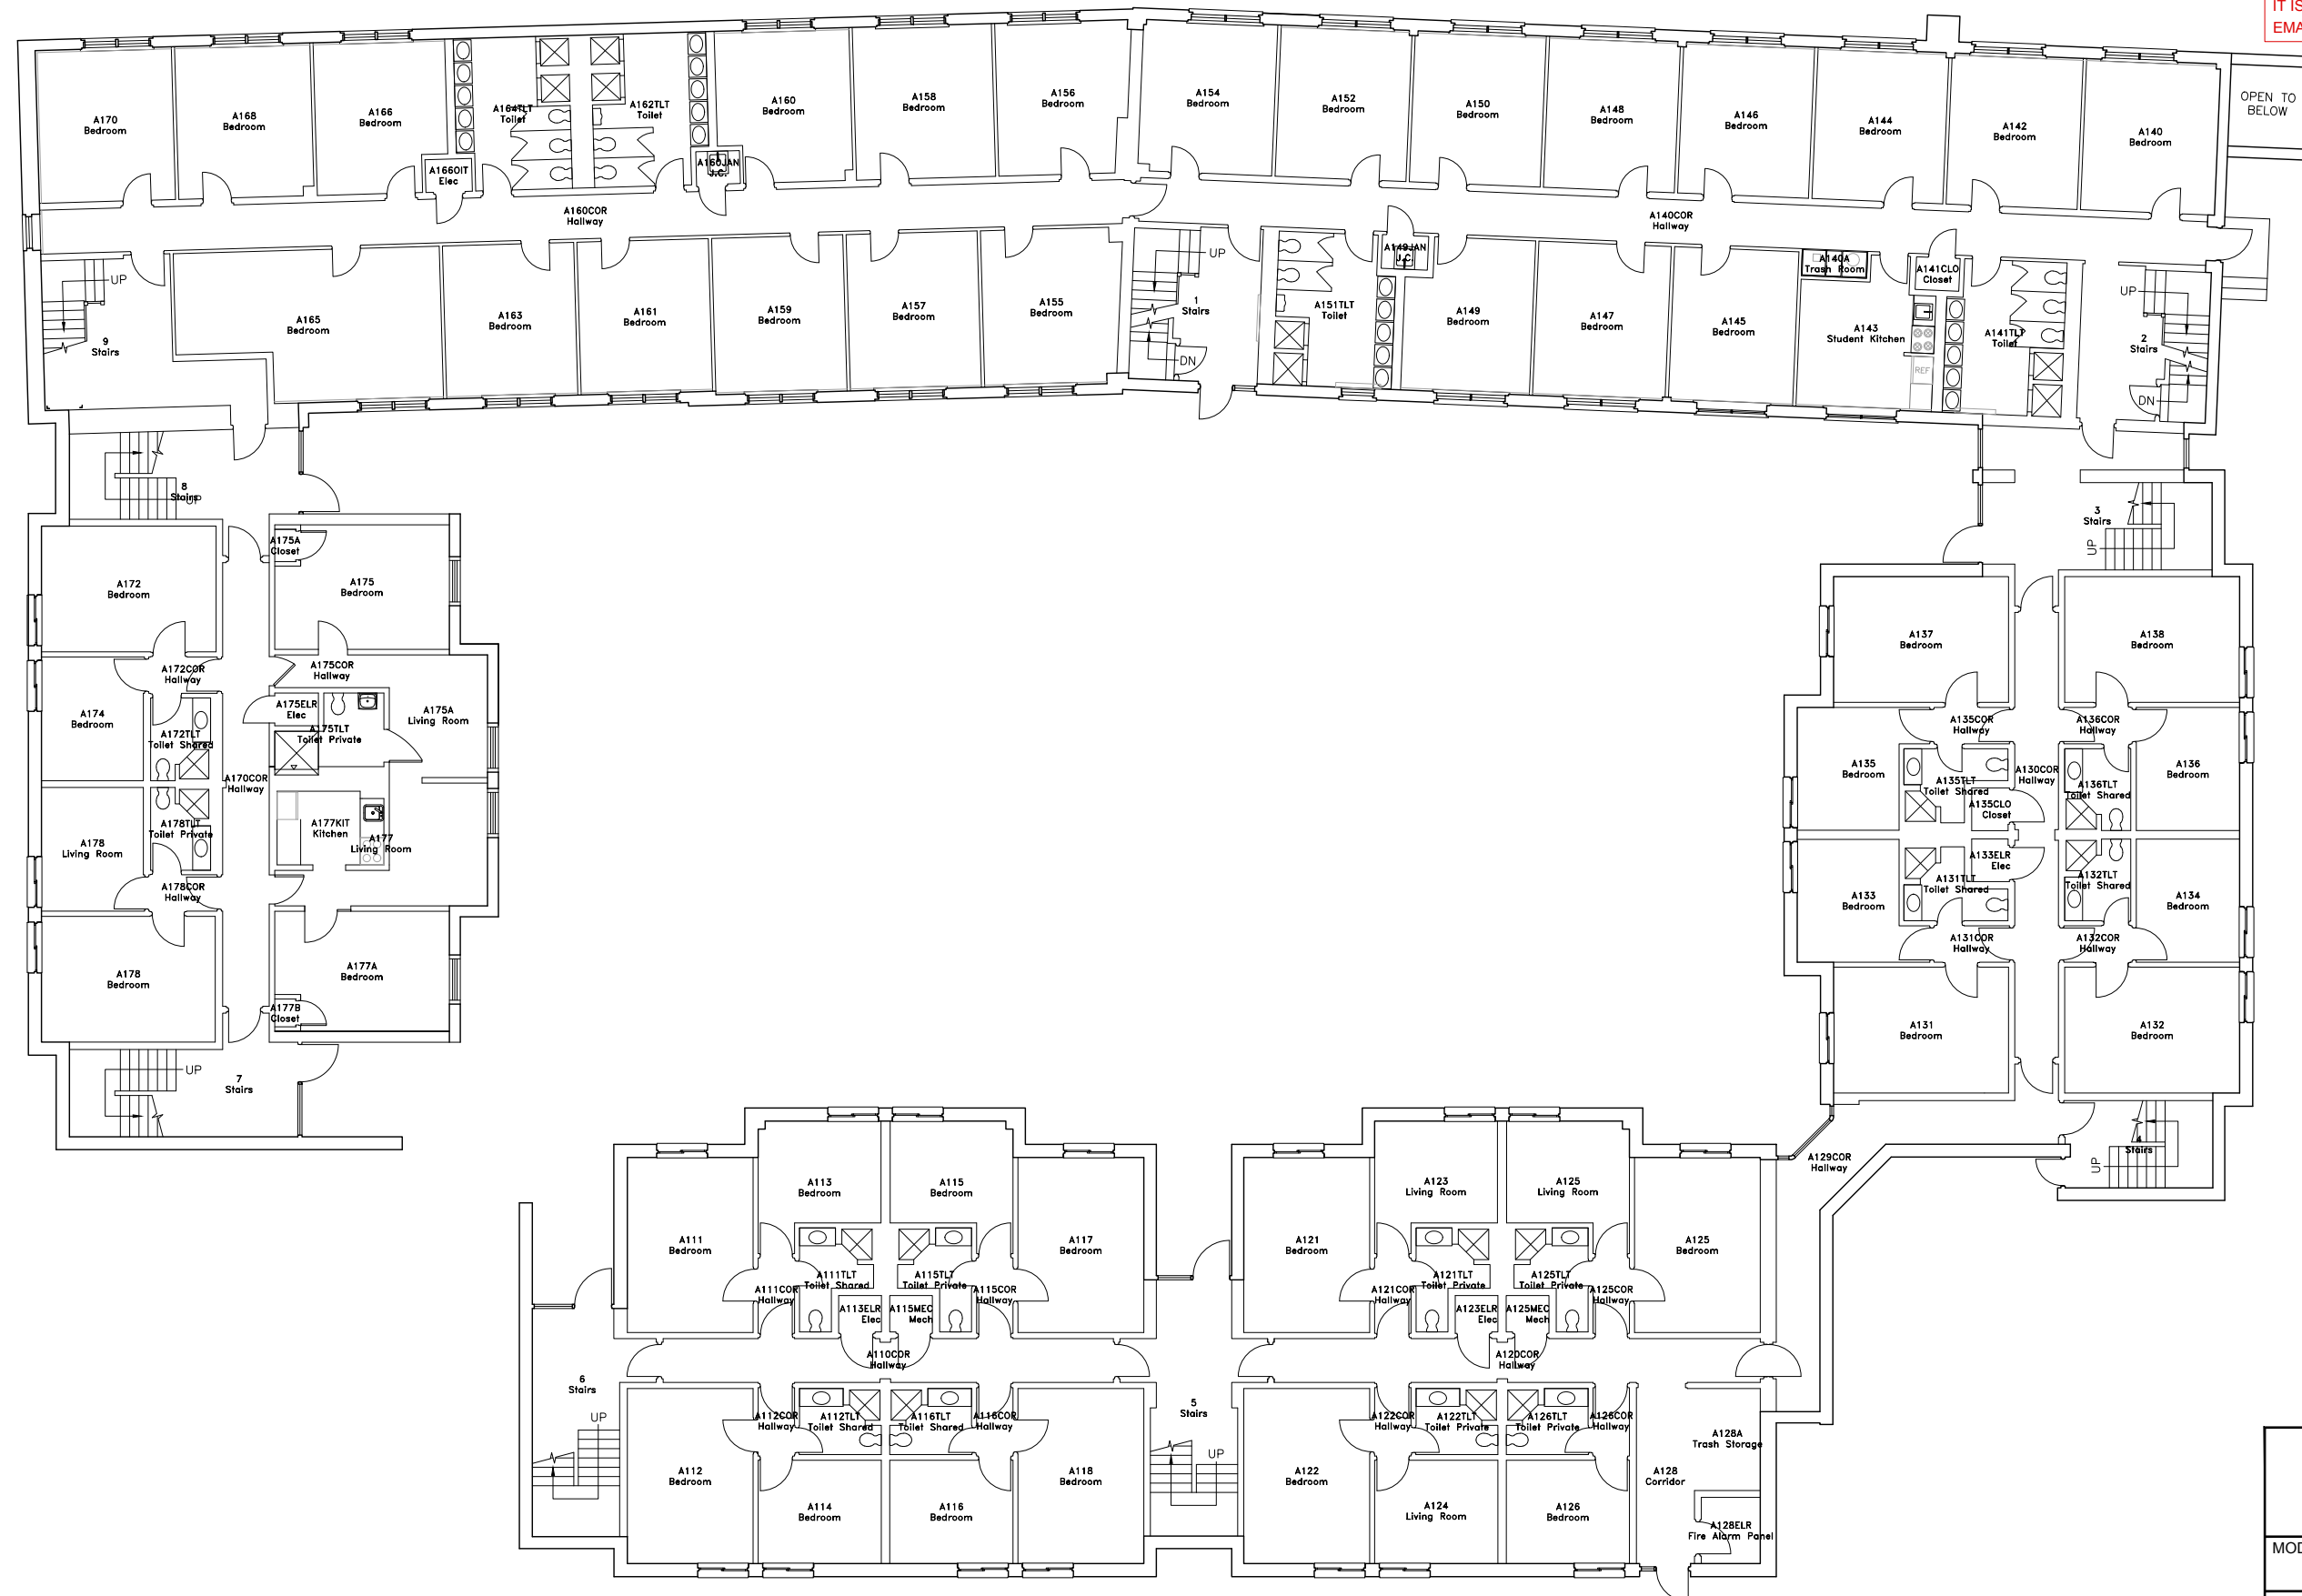 IT IS
EMA
OPEN TO
BELOW
A170
Bedroom
A168
Bedroom
A166
Bedroom
A164TLT
Toilet
A162TLT
Toilet
A160
Bedroom
A158
Bedroom
A156
Bedroom
A154
Bedroom
A152
Bedroom
A150
Bedroom
A148
Bedroom
A146
Bedroom
A144
Bedroom
A142
Bedroom
A140
Bedroom
A1660IT
Elec
A160JAN
J.C.
A160COR
Hallway
A140COR
Hallway
UP
9
Stairs
A165
Bedroom
A163
Bedroom
A161
Bedroom
A159
Bedroom
A157
Bedroom
A155
Bedroom
UP
1
Stairs
DN
A151TLT
Toilet
A149JAN
J.C.
A149
Bedroom
A147
Bedroom
A145
Bedroom
A140A
Trash Room
A143
Student Kitchen
REF
A141CLO
Closet
A141TLT
Toilet
UP
2
Stairs
DN
8
Stairs
UP
3
Stairs
UP
A172
Bedroom
A175A
Closet
A175
Bedroom
A172COR
Hallway
A175COR
Hallway
A174
Bedroom
A172TLT
Toilet Shared
A175ELR
Elec
A175TLT
Toilet Private
A175A
Living Room
A170COR
Hallway
A178
Living Room
A178TLT
Toilet Private
A177KIT
Kitchen
A177
Living Room
A178COR
Hallway
A178
Bedroom
A177A
Bedroom
A177B
Closet
UP
7
Stairs
A137
Bedroom
A138
Bedroom
A135COR
Hallway
A136COR
Hallway
A135
Bedroom
A135TLT
Toilet Shared
A130COR
Hallway
A136TLT
Toilet Shared
A136
Bedroom
A135CLO
Closet
A133ELR
Elec
A133
Bedroom
A131TLT
Toilet Shared
A132TLT
Toilet Shared
A134
Bedroom
A131COR
Hallway
A132COR
Hallway
A131
Bedroom
A132
Bedroom
A129COR
Hallway
4
Stairs
UP
A111
Bedroom
A113
Bedroom
A115
Bedroom
A117
Bedroom
A111COR
Hallway
A111TLT
Toilet Shared
A115TLT
Toilet Private
A115COR
Hallway
A113ELR
Elec
A115MEC
Mech
A110COR
Hallway
A121
Bedroom
A123
Living Room
A125
Living Room
A125
Bedroom
A121COR
Hallway
A121TLT
Toilet Private
A125TLT
Toilet Private
A125COR
Hallway
A123ELR
Elec
A125MEC
Mech
A120COR
Hallway
6
Stairs
UP
A112
Bedroom
A112COR
Hallway
A112TLT
Toilet Shared
A116TLT
Toilet Shared
A116COR
Hallway
A114
Bedroom
A116
Bedroom
A118
Bedroom
5
Stairs
UP
A122
Bedroom
A122COR
Hallway
A122TLT
Toilet Private
A126TLT
Toilet Private
A126COR
Hallway
A124
Living Room
A126
Bedroom
A128
Corridor
A128A
Trash Storage
A128ELR
Fire Alarm Panel
MOD